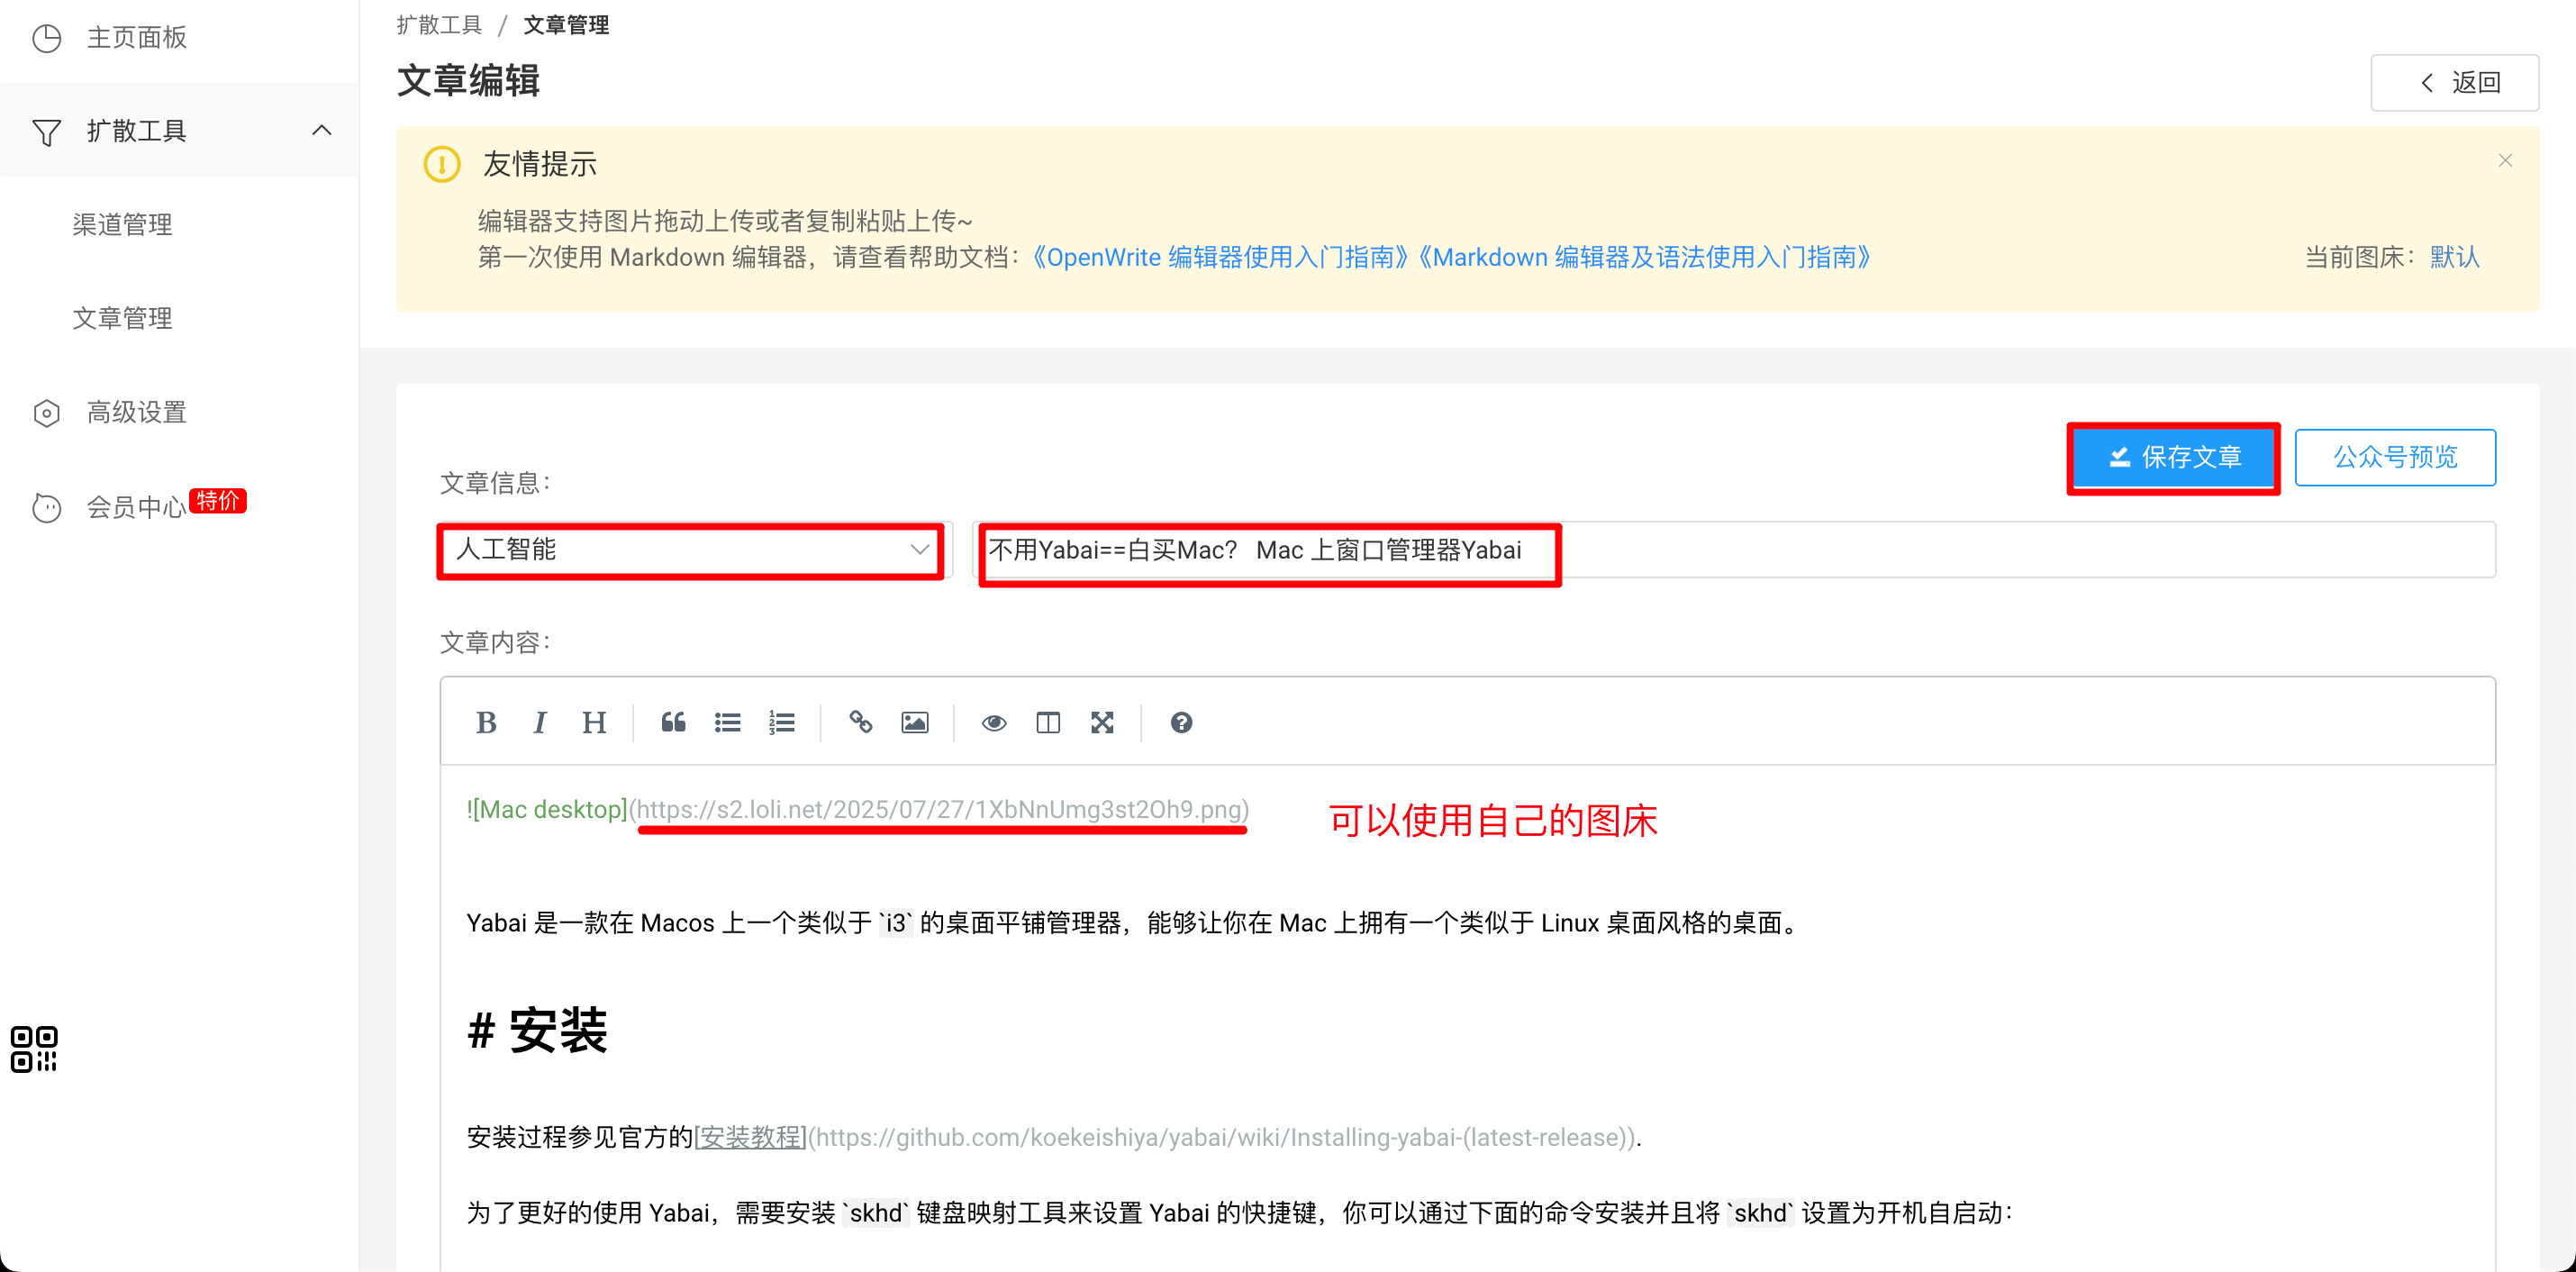 主页面板
扩散工具
渠道管理
文章管理
高级设置
会员中心 特价
扩散工具 / 文章管理
文章编辑
返回
友情提示
编辑器支持图片拖动上传或者复制粘贴上传~
第一次使用 Markdown 编辑器，请查看帮助文档：《OpenWrite 编辑器使用入门指南》《Markdown 编辑器及语法使用入门指南》
当前图床：默认
保存文章
公众号预览
文章信息：
人工智能
不用Yabai==白买Mac？ Mac 上窗口管理器Yabai
文章内容：
B I H
![Mac desktop](https://s2.loli.net/2025/07/27/1XbNnUmg3st2Oh9.png)
可以使用自己的图床
Yabai 是一款在 Macos 上一个类似于 `i3` 的桌面平铺管理器，能够让你在 Mac 上拥有一个类似于 Linux 桌面风格的桌面。
# 安装
安装过程参见官方的[安装教程](https://github.com/koekeishiya/yabai/wiki/Installing-yabai-(latest-release)).
为了更好的使用 Yabai，需要安装 `skhd` 键盘映射工具来设置 Yabai 的快捷键，你可以通过下面的命令安装并且将 `skhd` 设置为开机自启动：